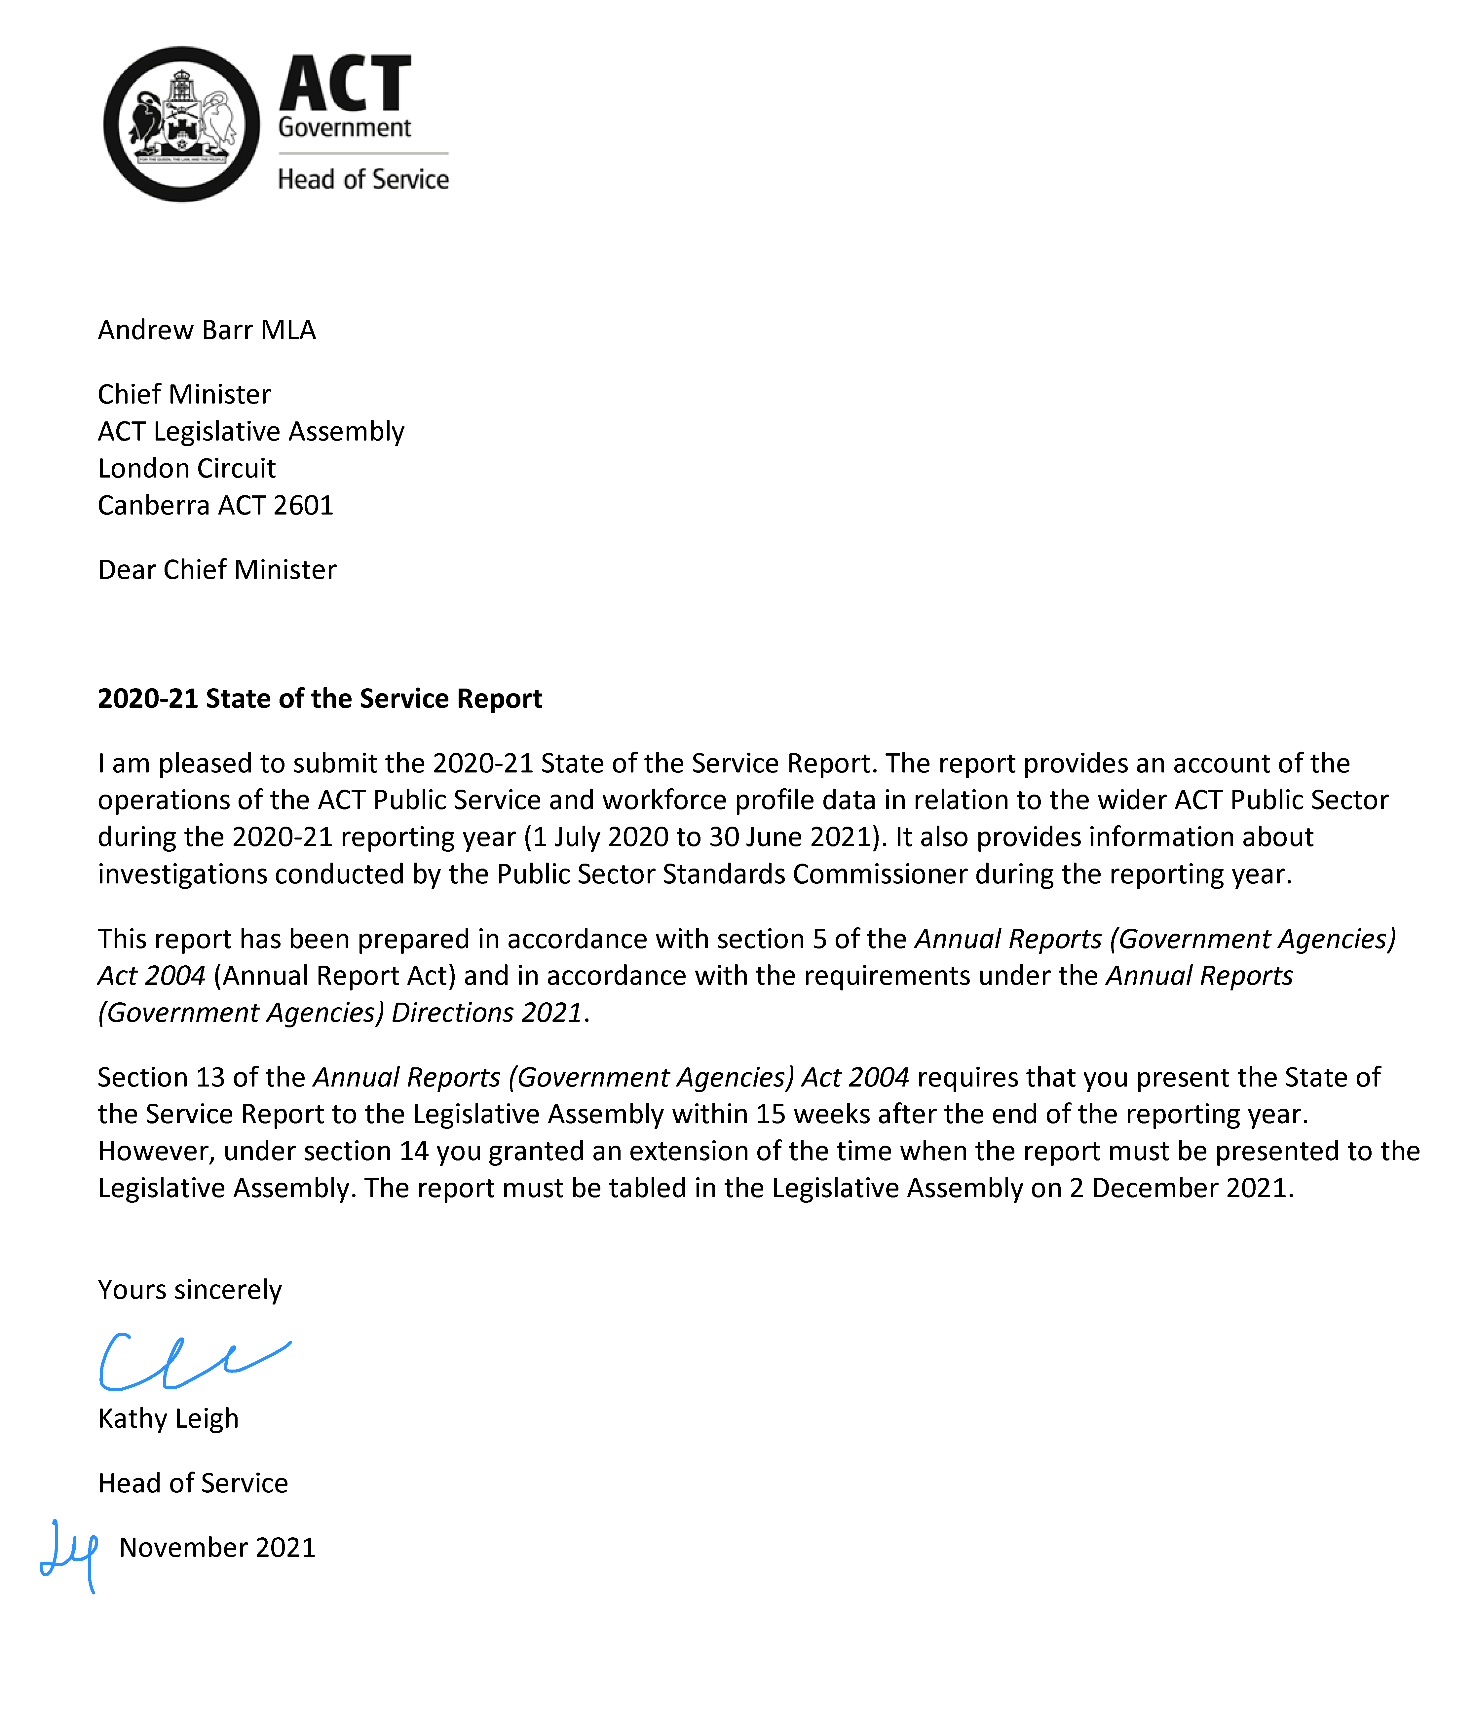 ACT
Government
Head of Service
Andrew Barr MLA
Chief Minister
ACT Legislative Assembly
London Circuit
Canberra ACT 2601
Dear Chief Minister
2020-21 State of the Service Report
I am pleased to submit the 2020-21 State of the Service Report. The report provides an account of the
operations of the ACT Public Service and workforce profile data in relation to the wider ACT Public Sector
during the 2020-21 reporting year (1 July 2020 to 30 June 2021). It also provides information about
investigations conducted by the Public Sector Standards Commissioner during the reporting year.
This report has been prepared in accordance with section 5 of the Annual Reports (Government Agencies)
Act 2004 (Annual Report Act) and in accordance with the requirements under the Annual Reports
(Government Agencies) Directions 2021.
Section 13 of the Annual Reports (Government Agencies) Act 2004 requires that you present the State of
the Service Report to the Legislative Assembly within 15 weeks after the end of the reporting year.
However, under section 14 you granted an extension of the time when the report must be presented to the
Legislative Assembly. The report must be tabled in the Legislative Assembly on 2 December 2021.
Yours sincerely
Kathy Leigh
Head of Service
24 November 2021